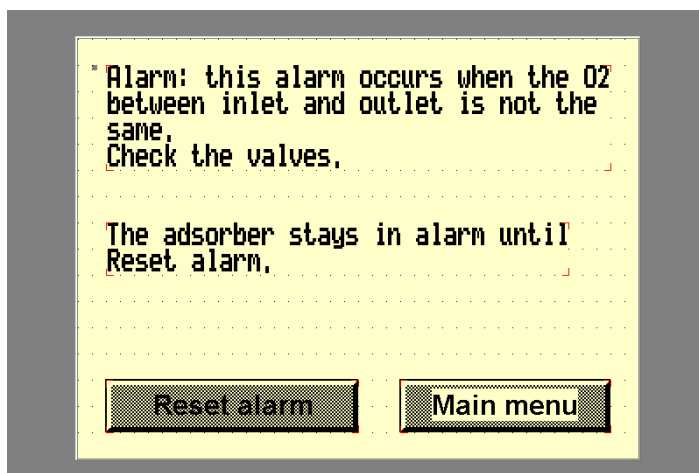 Alarm: this alarm occurs when the O2
between inlet and outlet is not the
same.
Check the valves.
The adsorber stays in alarm until
Reset alarm.
Reset alarm
Main menu